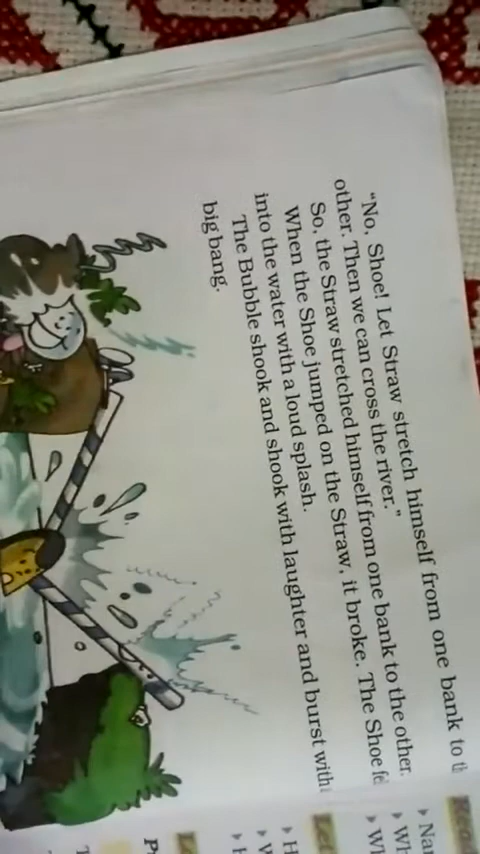 "No, Shoe! Let Straw stretch himself from one bank to
other. Then we can cross the river."
So, the Straw stretched himself from one bank to the other.
When the Shoe jumped on the Straw, it broke. The Shoe
into the water with a loud splash.
The Bubble shook and shook with laughter and burst with
big bang.